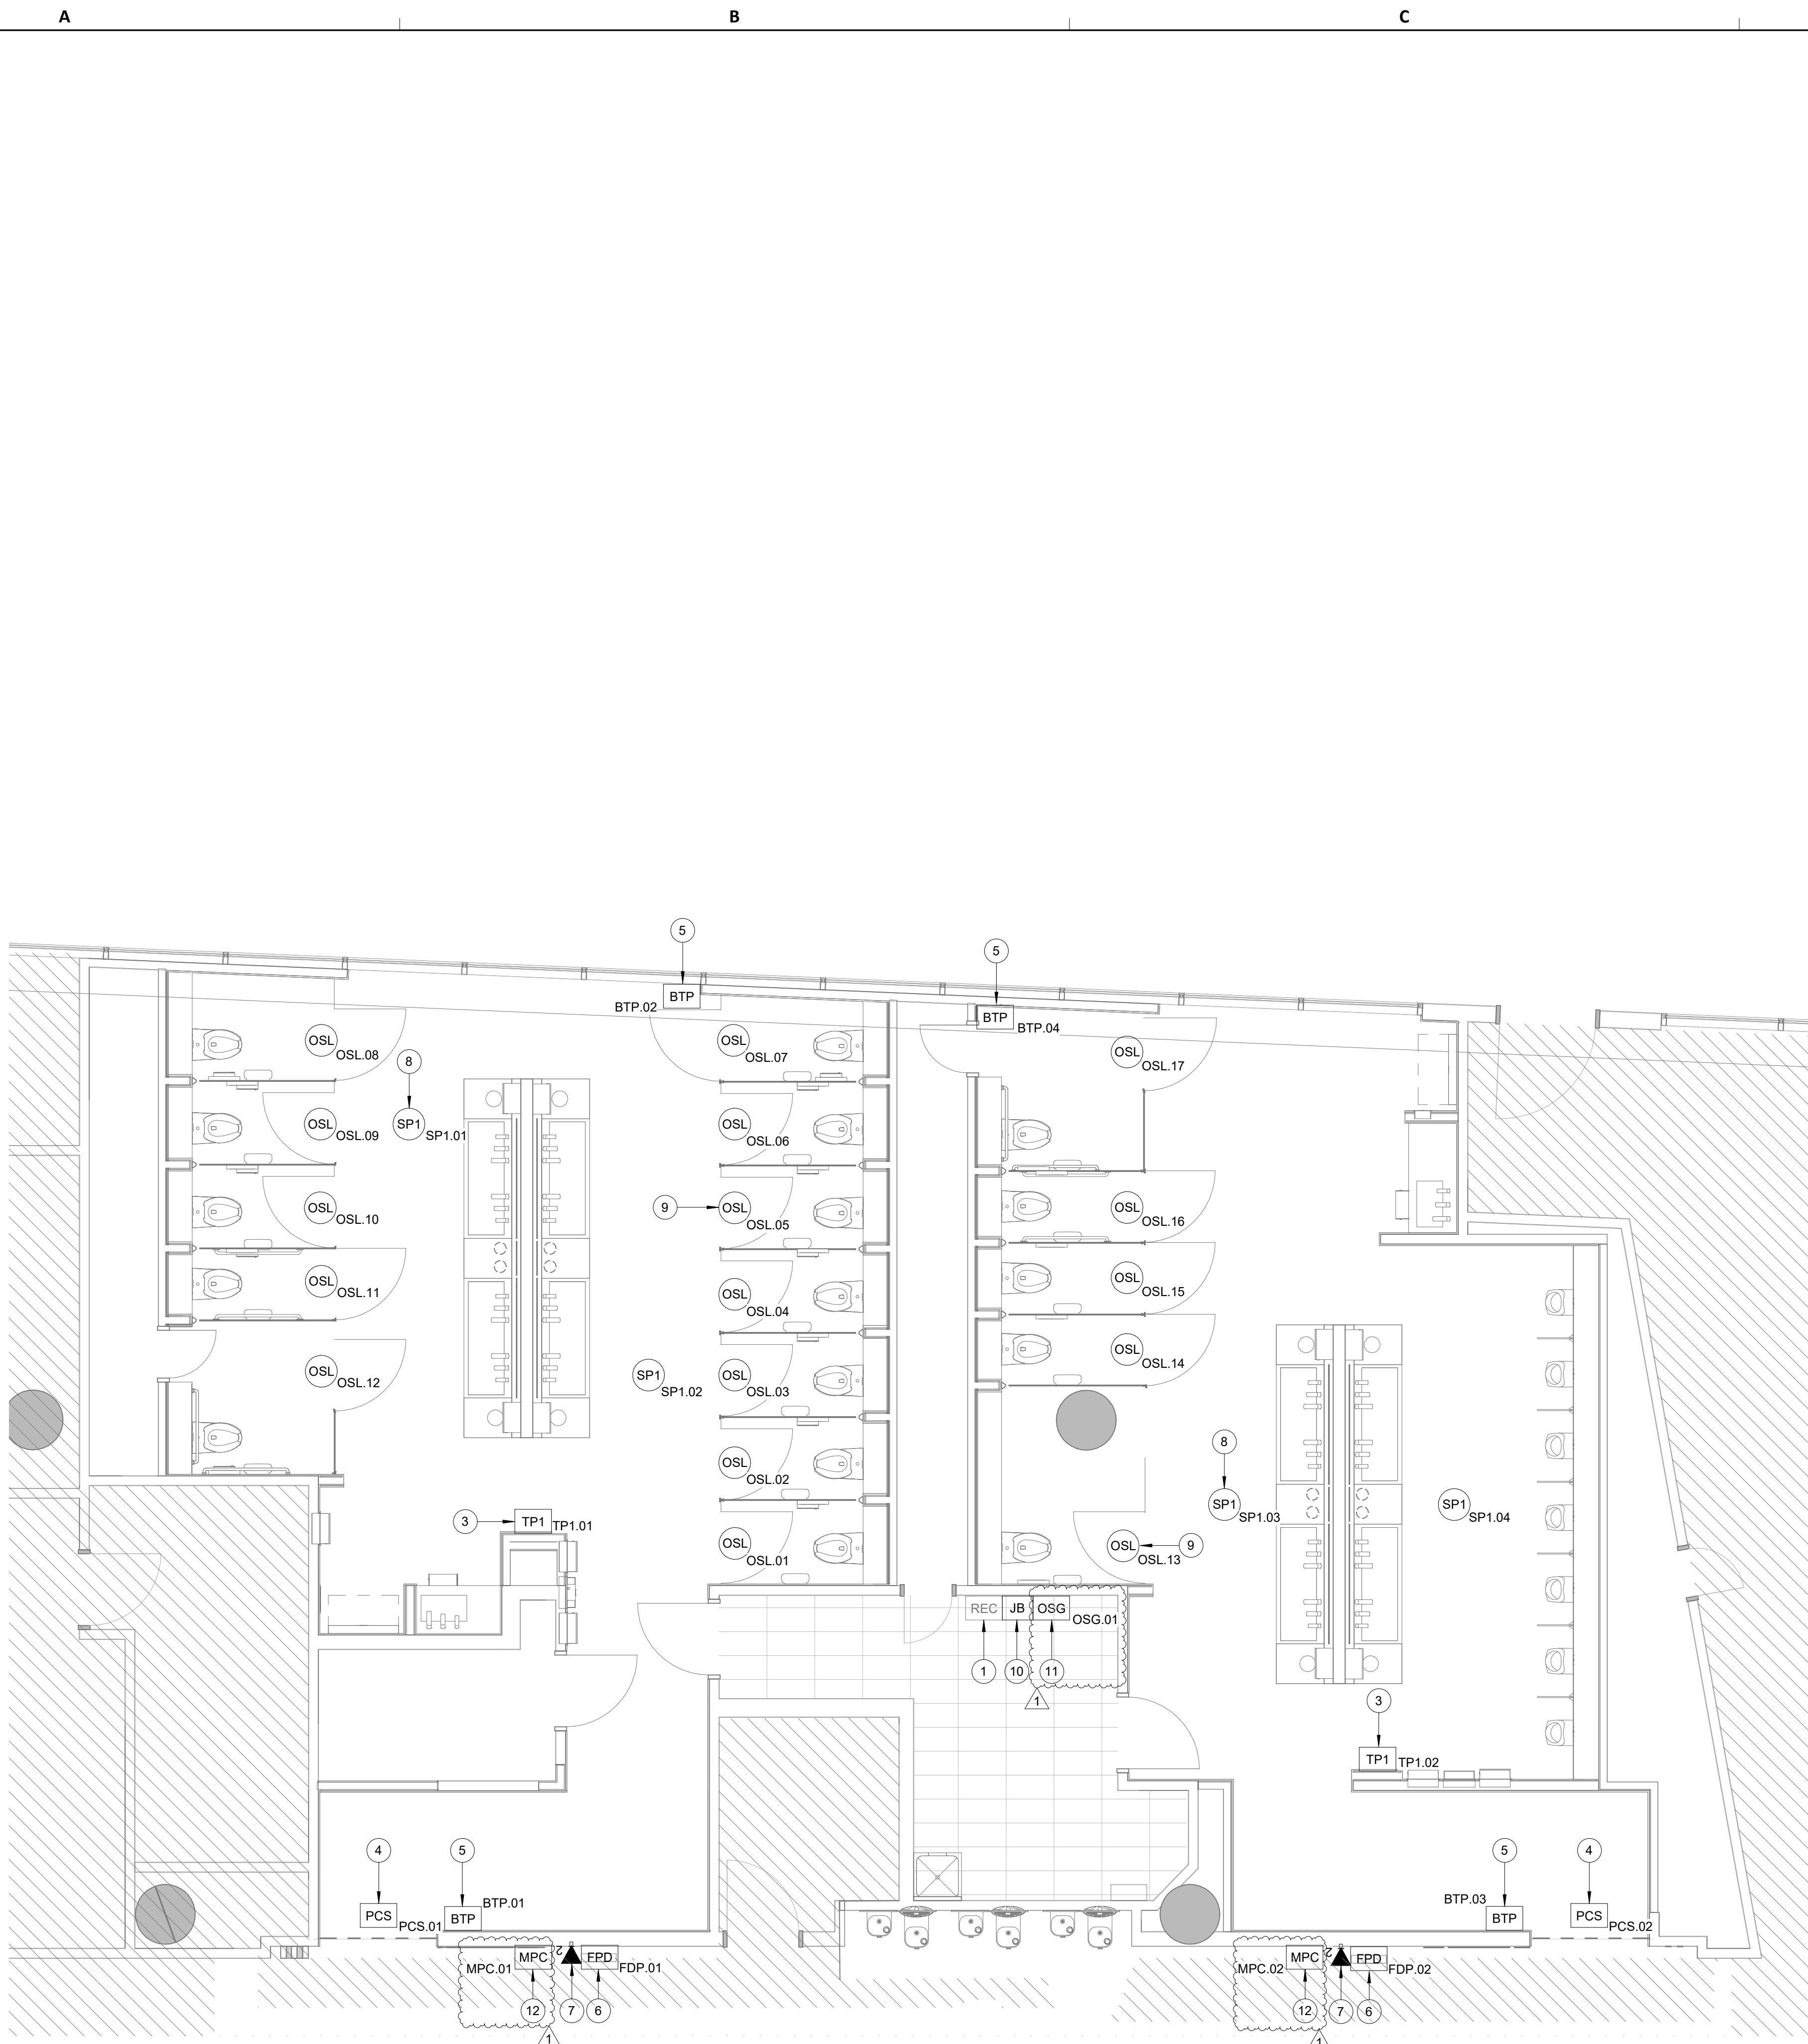 A B C
5
5
BTP
BTP.02
BTP
BTP.04
OSL
OSL.08
OSL
OSL.07
OSL
OSL.17
8
OSL
OSL.09
SP1
SP1.01
OSL
OSL.06
OSL
OSL.10
9
OSL
OSL.05
OSL
OSL.16
OSL
OSL.11
OSL
OSL.04
OSL
OSL.15
OSL
OSL.12
SP1
SP1.02
OSL
OSL.03
OSL
OSL.14
8
OSL
OSL.02
SP1
SP1.03
SP1
SP1.04
3
TP1
TP1.01
OSL
OSL.01
OSL
OSL.13
9
REC
JB
OSG
OSG.01
1
10
11
1
3
TP1
TP1.02
4
5
5
4
PCS
PCS.01
BTP
BTP.01
BTP.03
BTP
PCS
PCS.02
MPC.01
MPC
2
FPD
FDP.01
MPC.02
MPC
2
FPD
FDP.02
12
7
6
12
7
6
1
1